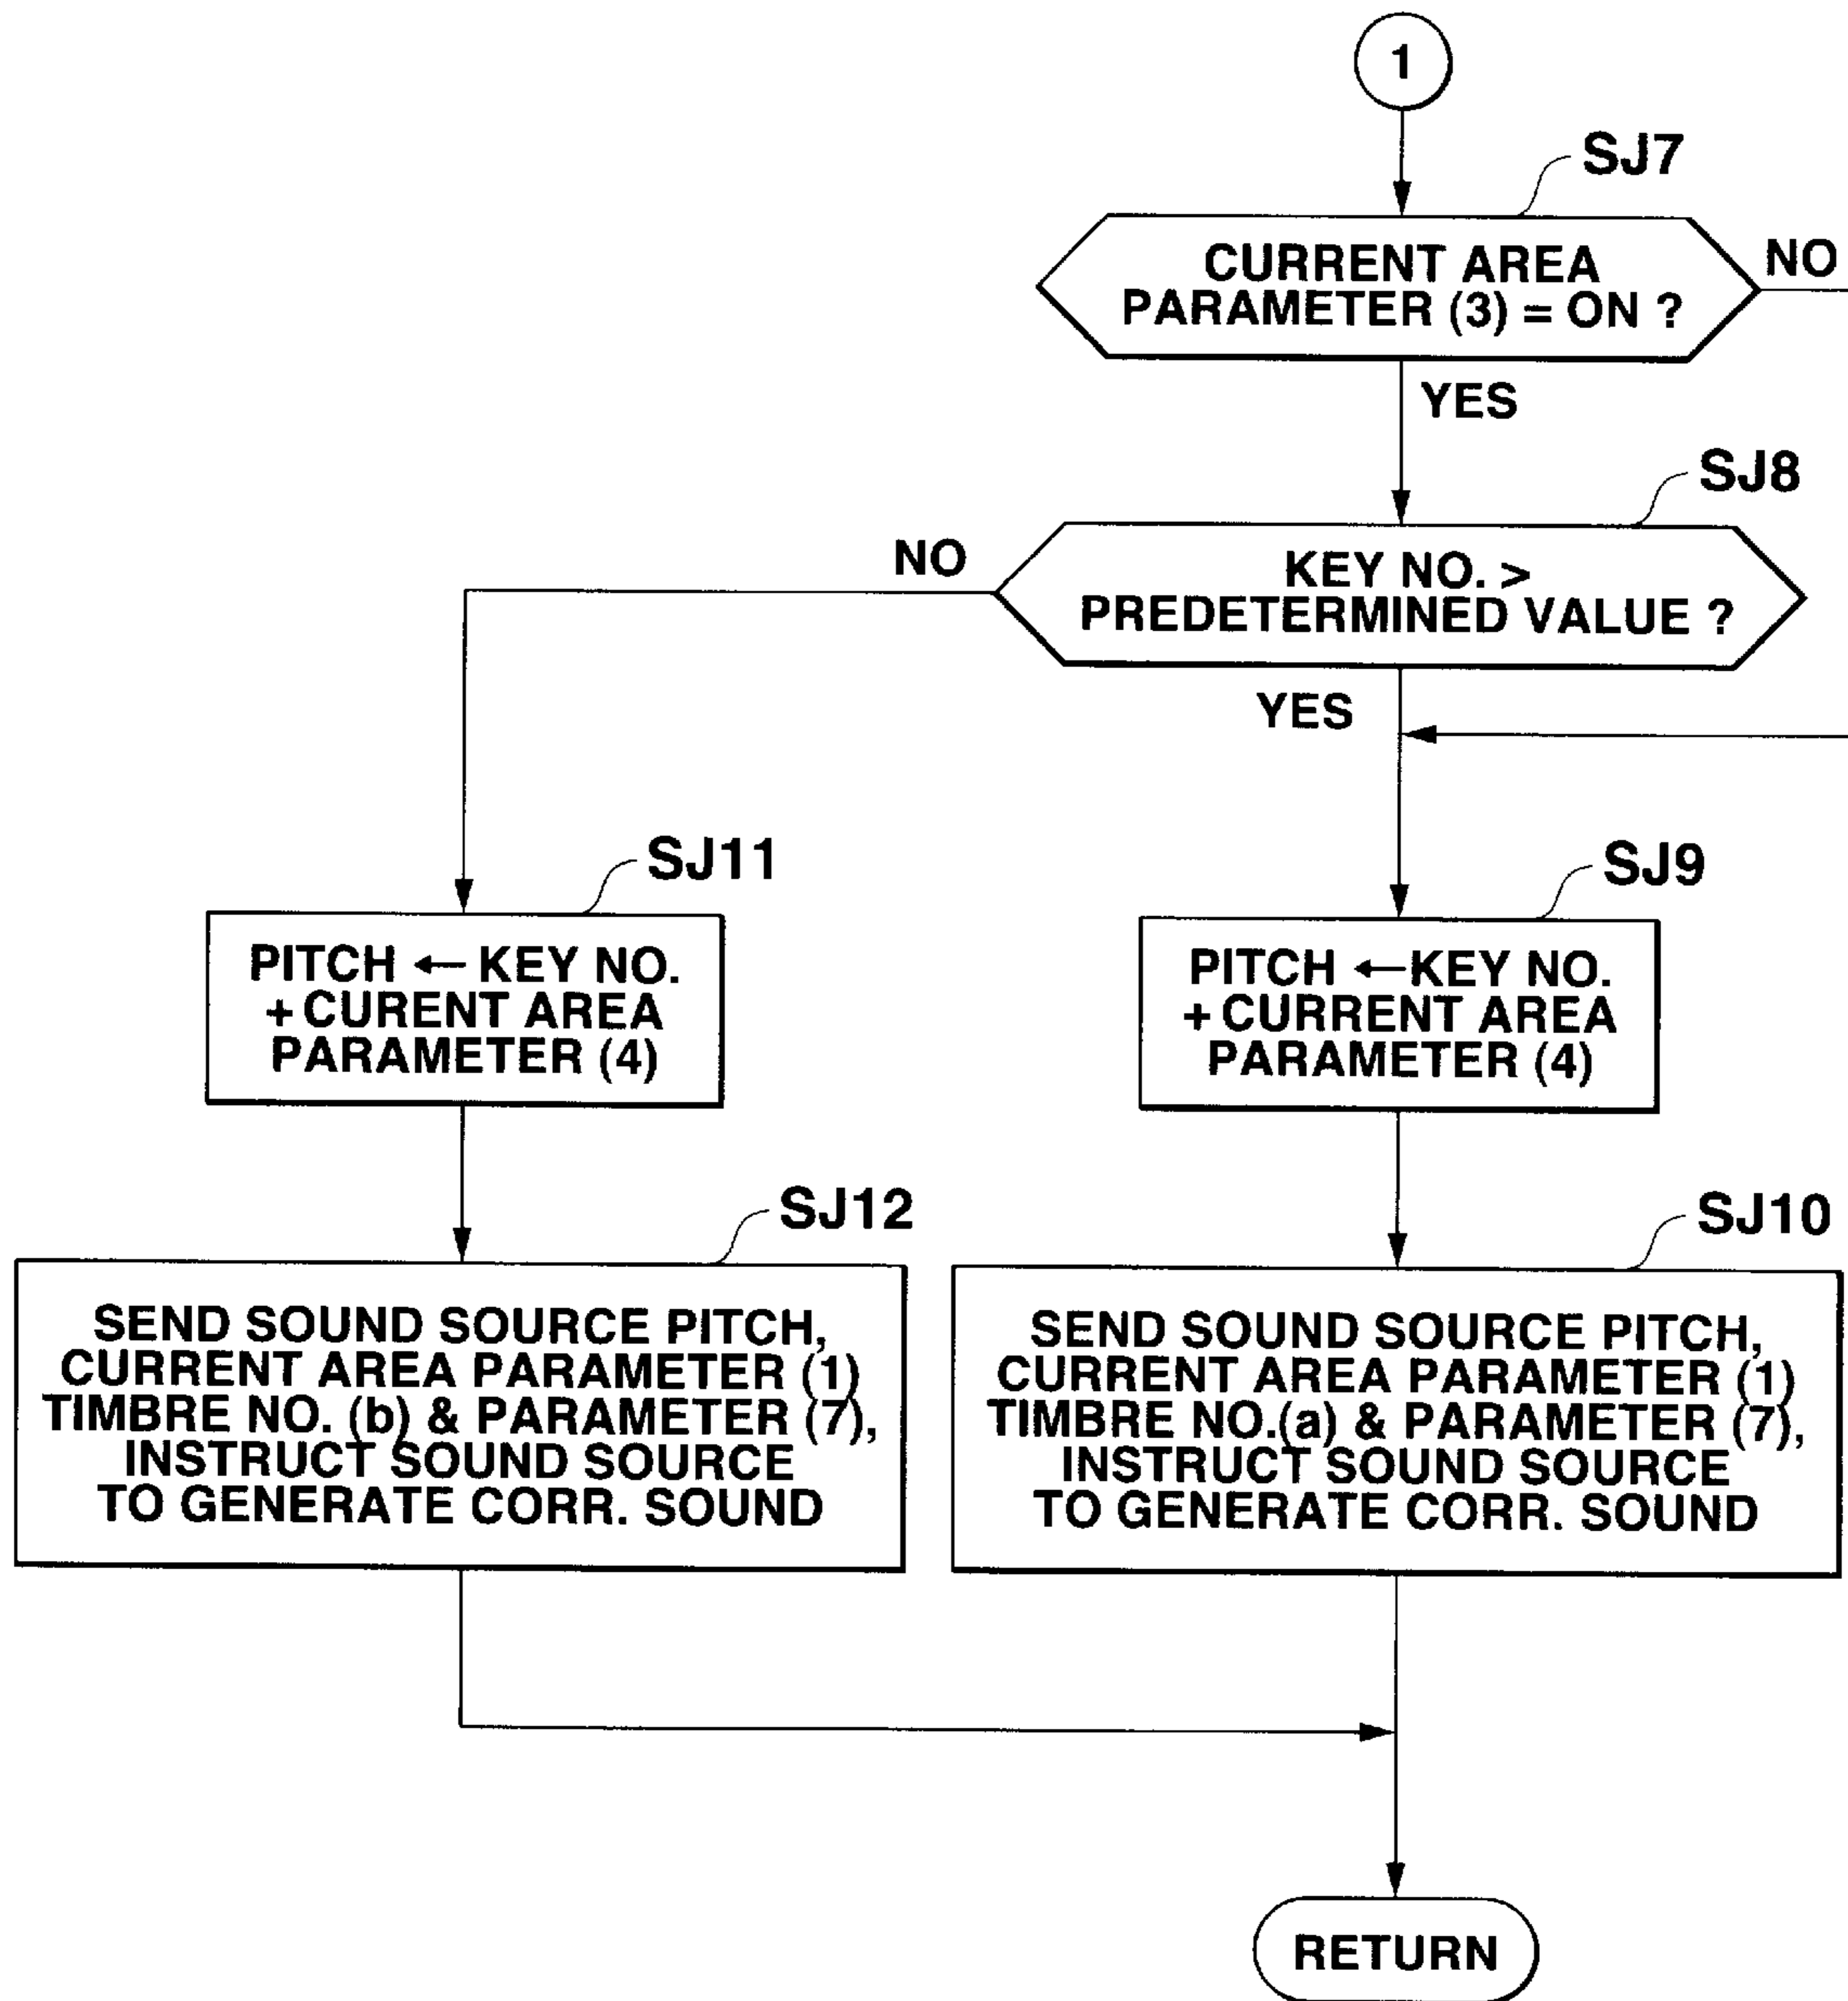 1
SJ7
CURRENT AREA
PARAMETER (3) = ON ?
NO
YES
SJ8
KEY NO. >
PREDETERMINED VALUE ?
NO
YES
SJ11
PITCH ← KEY NO.
+ CURENT AREA
PARAMETER (4)
SJ9
PITCH ← KEY NO.
+ CURRENT AREA
PARAMETER (4)
SJ12
SEND SOUND SOURCE PITCH,
CURRENT AREA PARAMETER (1)
TIMBRE NO. (b) & PARAMETER (7),
INSTRUCT SOUND SOURCE
TO GENERATE CORR. SOUND
SJ10
SEND SOUND SOURCE PITCH,
CURRENT AREA PARAMETER (1)
TIMBRE NO.(a) & PARAMETER (7),
INSTRUCT SOUND SOURCE
TO GENERATE CORR. SOUND
RETURN